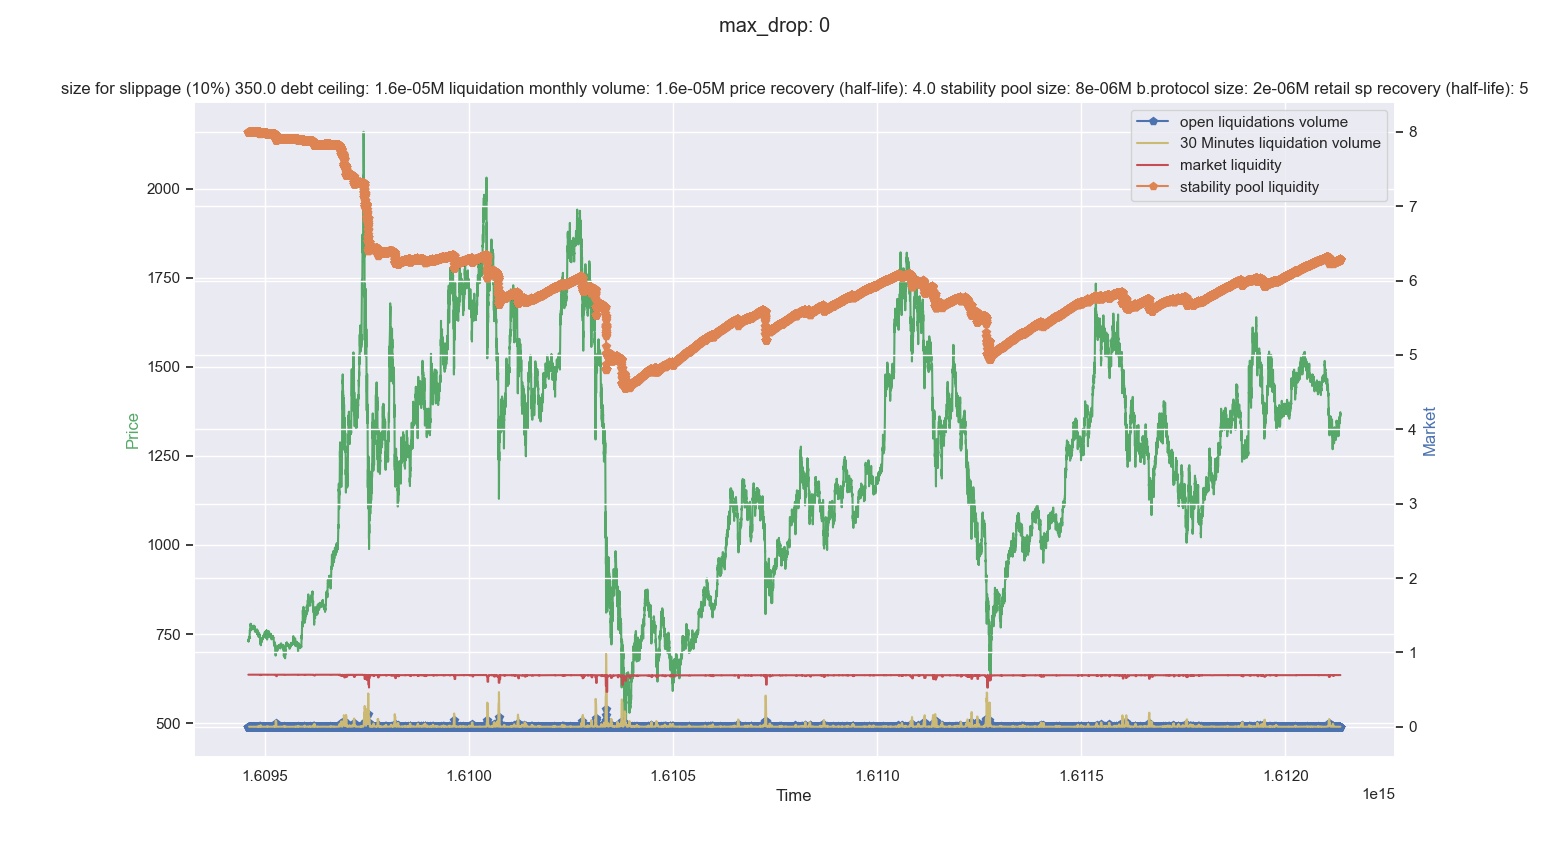 max_drop: 0
size for slippage (10%) 350.0 debt ceiling: 1.6e-05M liquidation monthly volume: 1.6e-05M price recovery (half-life): 4.0 stability pool size: 8e-06M b.protocol size: 2e-06M retail sp recovery (half-life): 5
open liquidations volume
30 Minutes liquidation volume
market liquidity
stability pool liquidity
2000
1750
1500
1250
1000
750
500
Price
8
7
6
5
4
3
2
1
0
Market
1.6095
1.6100
1.6105
1.6110
1.6115
1.6120
1e15
Time